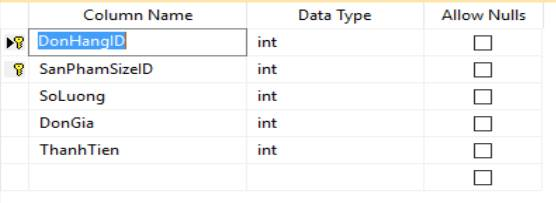 Column Name Data Type Allow Nulls
DonHangID int
SanPhamSizeID int
SoLuong int
DonGia int
ThanhTien int